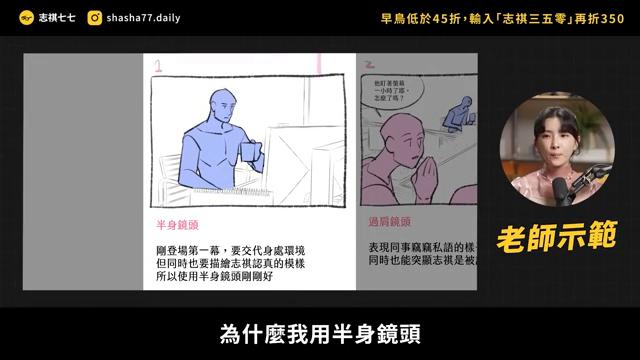 志祺七七
shasha77.daily
早鳥低於45折，輸入「志祺三五零」再折350
1
2
他盯著螢幕
一小時了耶，
怎麼了嗎？
半身鏡頭
剛登場第一幕，要交代身處環境
但同時也要描繪志祺認真的模樣
所以使用半身鏡頭剛剛好
過肩鏡頭
表現同事竊竊私語的樣
同時也能突顯志祺是被
老師示範
為什麼我用半身鏡頭